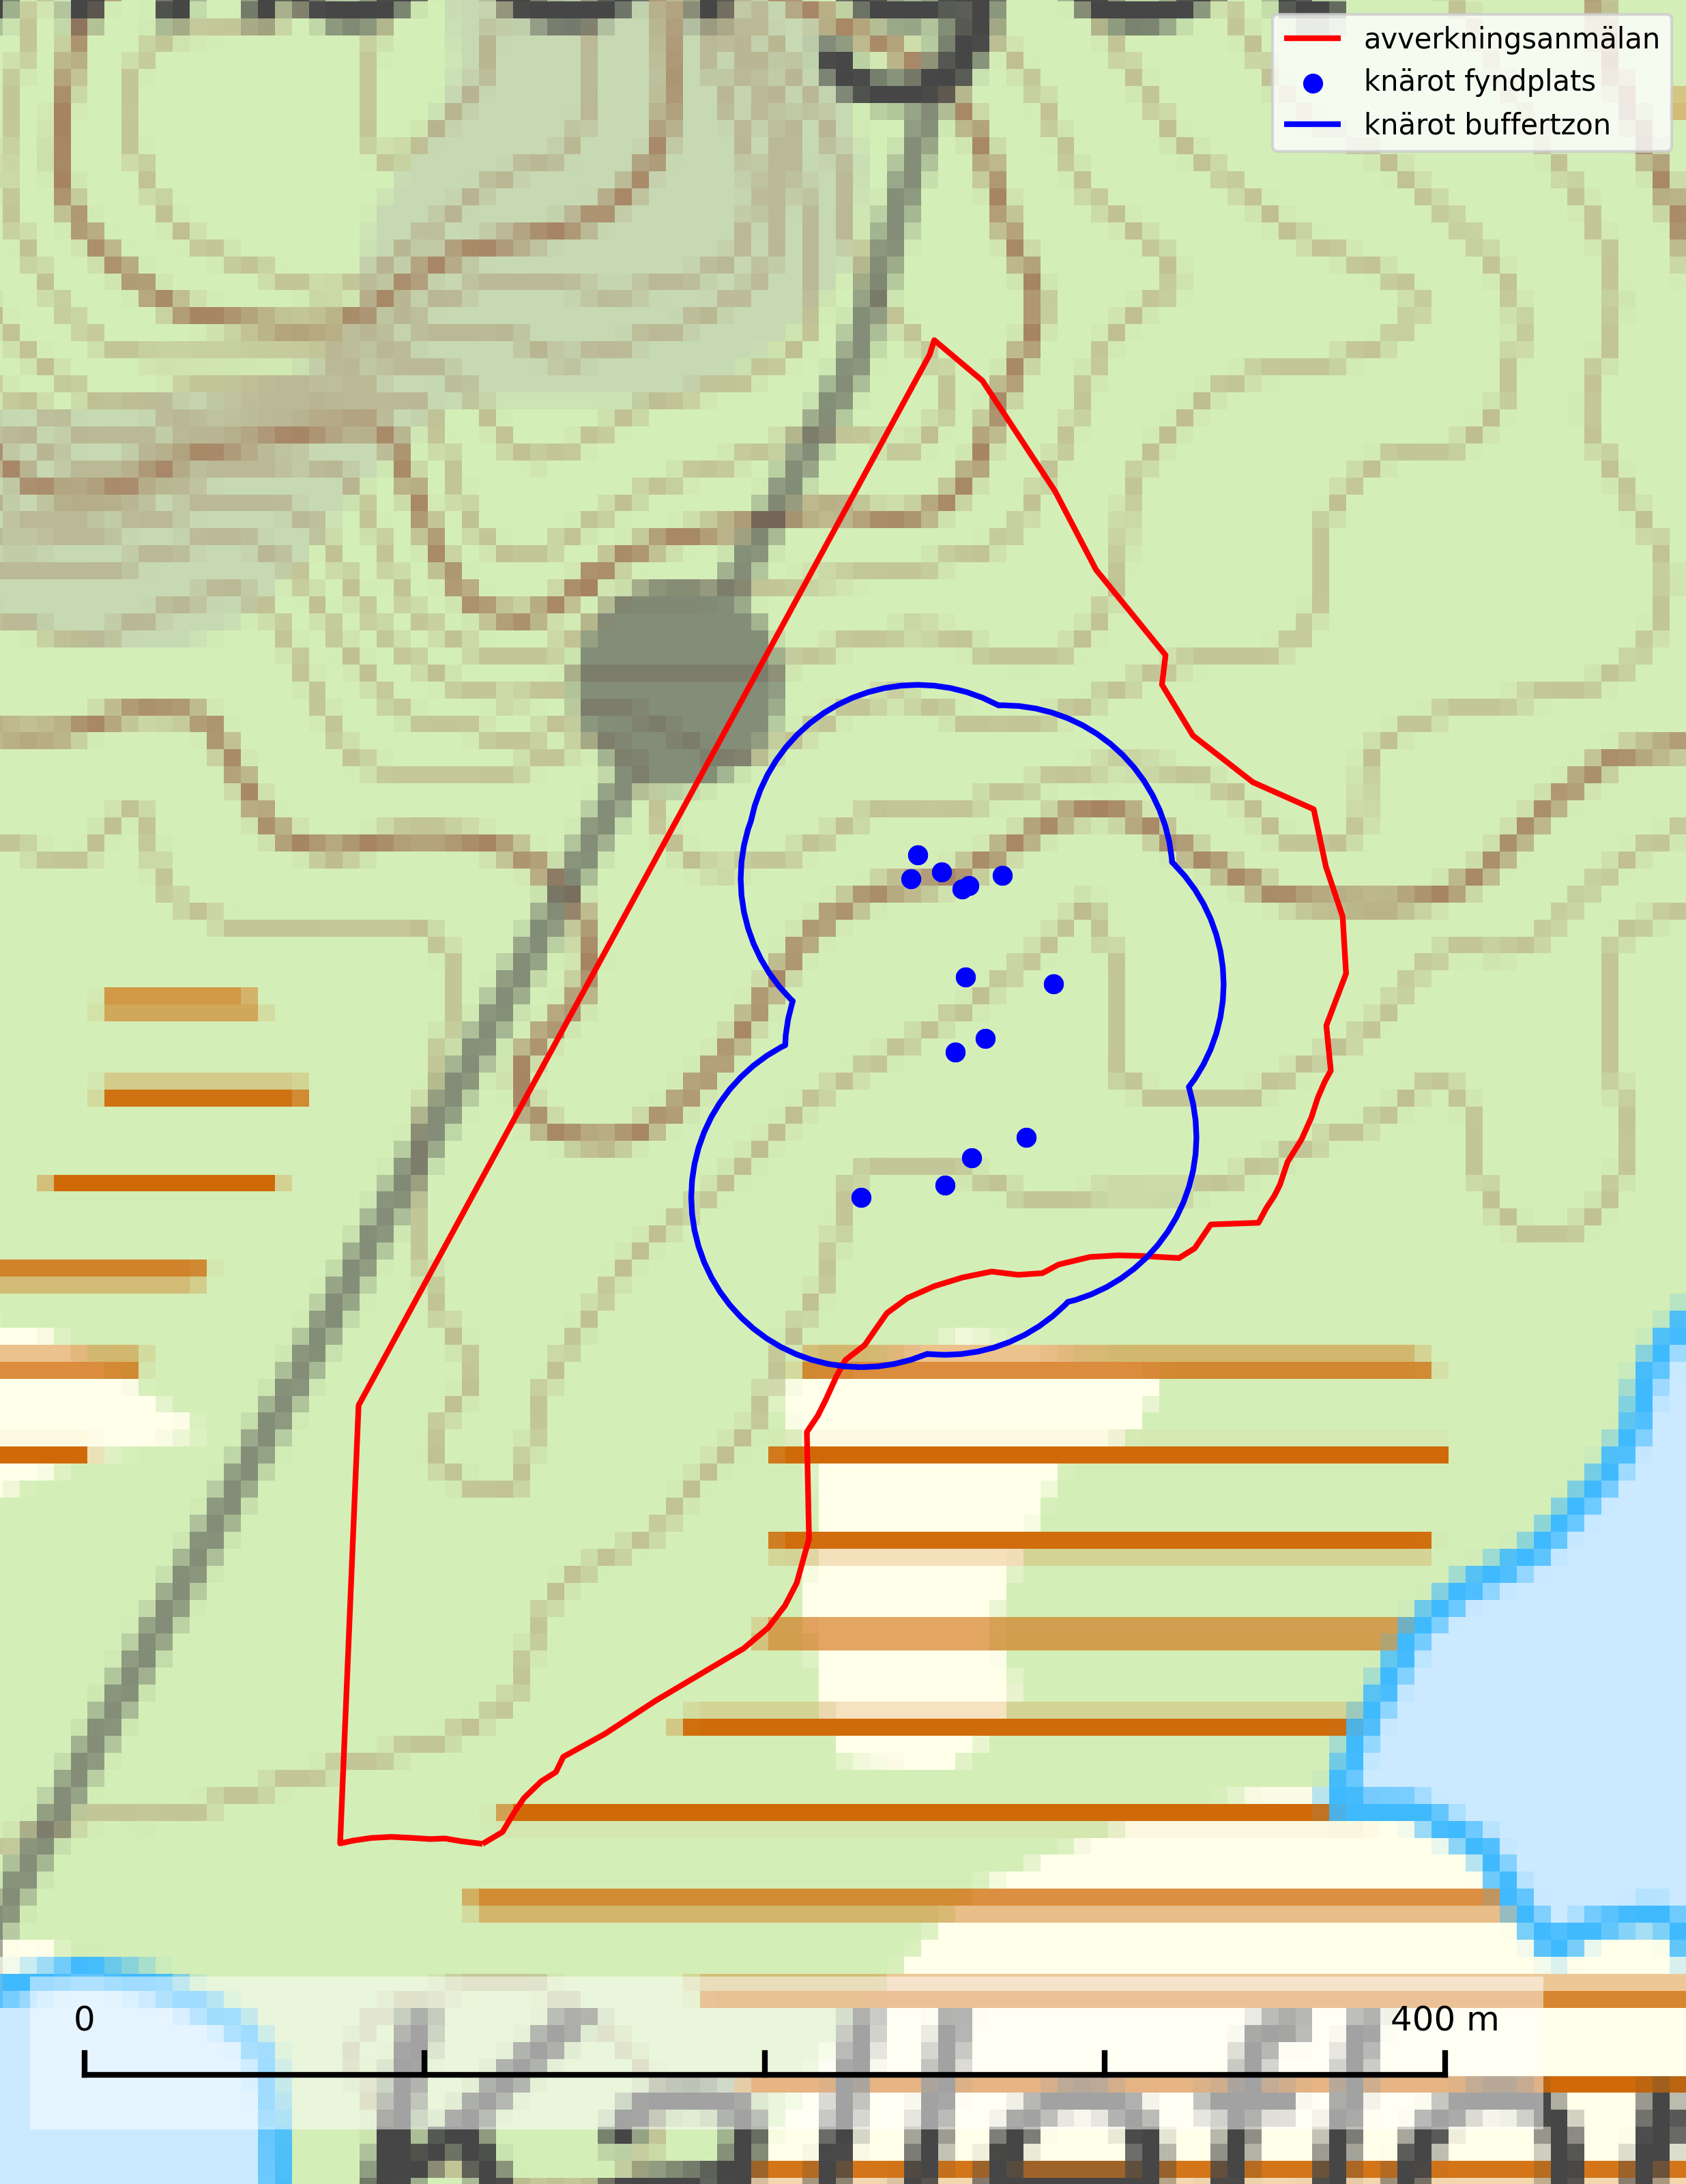 avverkningsanmälan
knärot fyndplats
knärot buffertzon
0
400 m